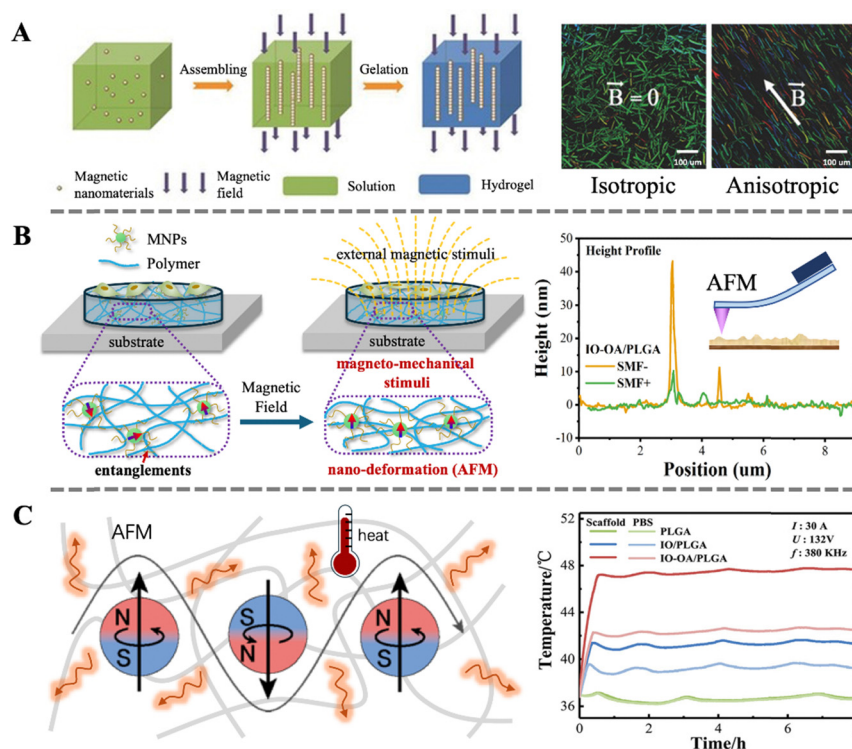 A
Assembling
Gelation
Magnetic
nanomaterials
Magnetic
field
Solution
Hydrogel
B⃗ = 0
100 um
Isotropic
B⃗
100 um
Anisotropic
B
MNPs
Polymer
substrate
entanglements
Magnetic
Field
external magnetic stimuli
substrate
magneto-mechanical
stimuli
nano-deformation (AFM)
Height (nm)
50
40
30
20
10
0
-10
Height Profile
AFM
IO-OA/PLGA
SMF-
SMF+
0 2 4 6 8
Position (um)
C
AFM
heat
N
S
S
N
N
S
Temperature/°C
52
48
44
40
36
Scaffold PBS
PLGA
IO/PLGA
IO-OA/PLGA
I : 30 A
U : 132V
f : 380 KHz
0 2 4 6
Time/h